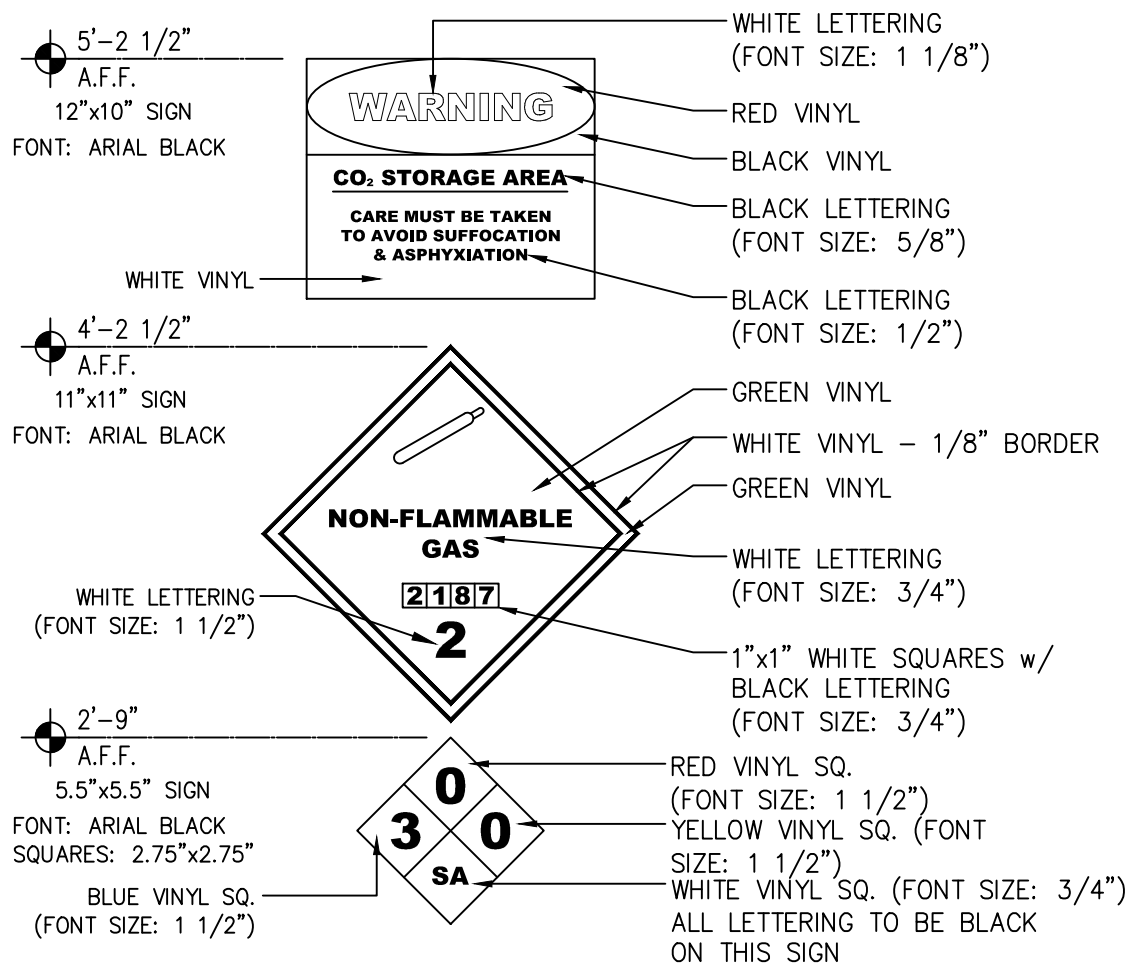 5'-2 1/2"
A.F.F.
12"x10" SIGN
FONT: ARIAL BLACK
WARNING
CO₂ STORAGE AREA
CARE MUST BE TAKEN
TO AVOID SUFFOCATION
& ASPHYXIATION
WHITE VINYL
WHITE LETTERING
(FONT SIZE: 1 1/8")
RED VINYL
BLACK VINYL
BLACK LETTERING
(FONT SIZE: 5/8")
BLACK LETTERING
(FONT SIZE: 1/2")
4'-2 1/2"
A.F.F.
11"x11" SIGN
FONT: ARIAL BLACK
NON-FLAMMABLE
GAS
2187
2
WHITE LETTERING
(FONT SIZE: 1 1/2")
GREEN VINYL
WHITE VINYL - 1/8" BORDER
GREEN VINYL
WHITE LETTERING
(FONT SIZE: 3/4")
1"x1" WHITE SQUARES w/
BLACK LETTERING
(FONT SIZE: 3/4")
2'-9"
A.F.F.
5.5"x5.5" SIGN
FONT: ARIAL BLACK
SQUARES: 2.75"x2.75"
BLUE VINYL SQ.
(FONT SIZE: 1 1/2")
0
3 0
SA
RED VINYL SQ.
(FONT SIZE: 1 1/2")
YELLOW VINYL SQ. (FONT
SIZE: 1 1/2")
WHITE VINYL SQ. (FONT SIZE: 3/4")
ALL LETTERING TO BE BLACK
ON THIS SIGN